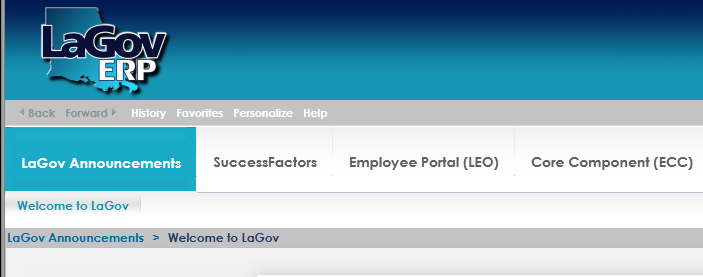 LaGov
ERP
Back Forward History Favorites Personalize Help
LaGov Announcements SuccessFactors Employee Portal (LEO) Core Component (ECC)
Welcome to LaGov
LaGov Announcements > Welcome to LaGov